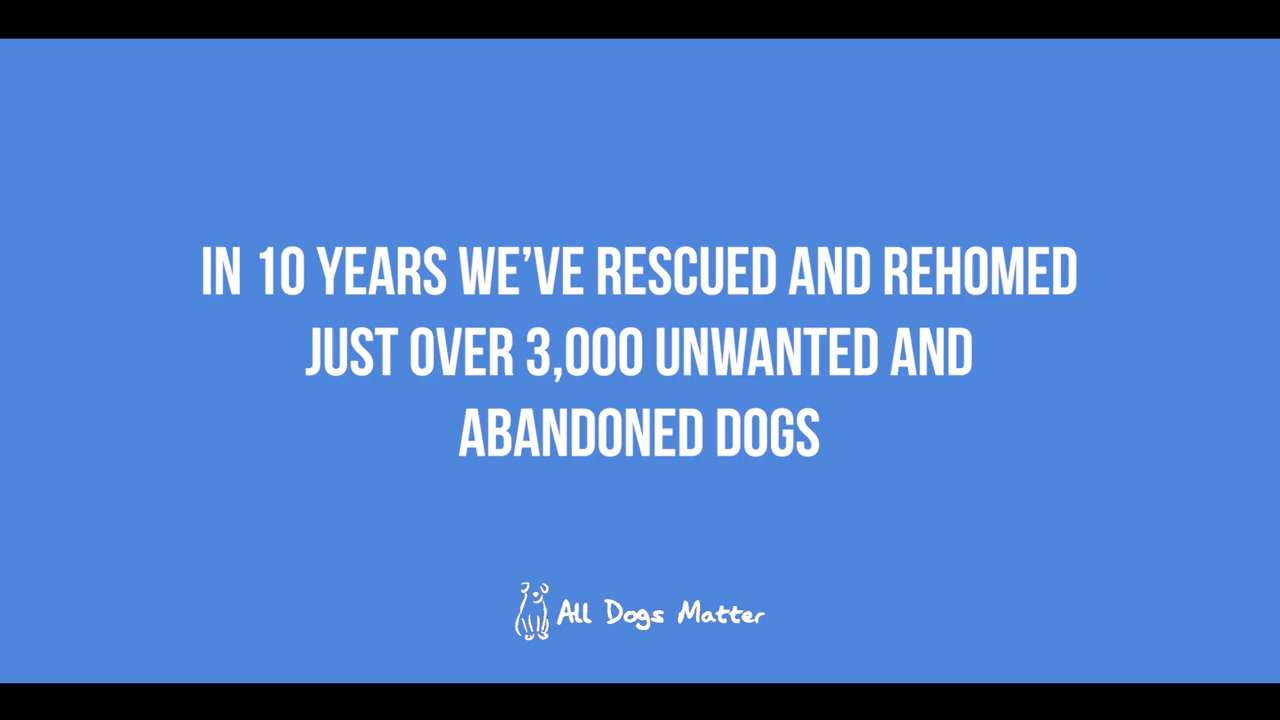 IN 10 YEARS WE’VE RESCUED AND REHOMED
JUST OVER 3,000 UNWANTED AND
ABANDONED DOGS
All Dogs Matter